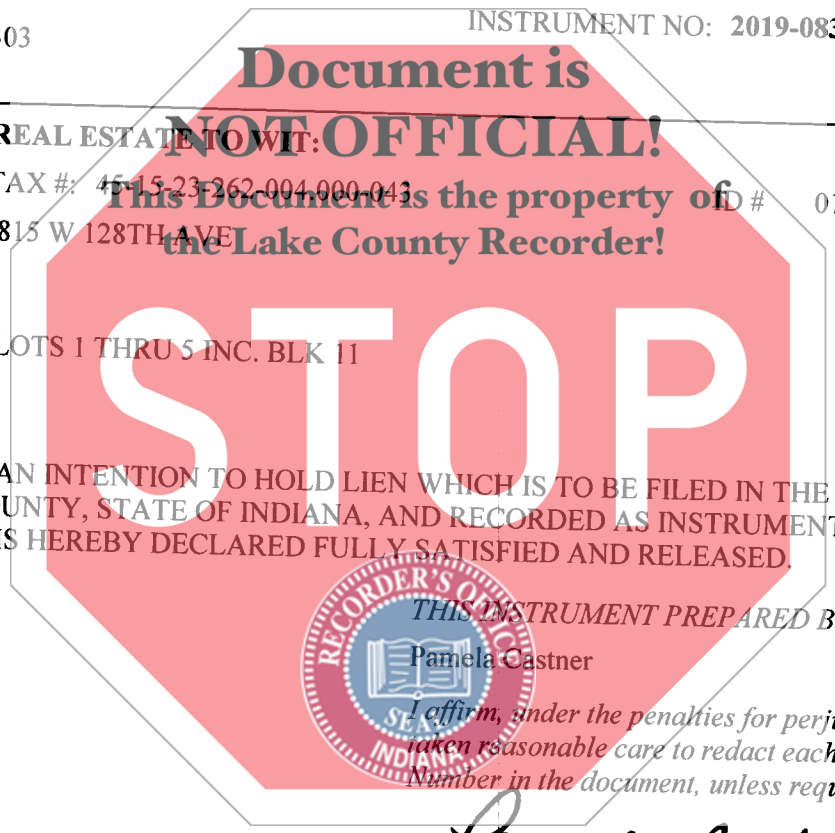 INSTRUMENT NO: 2019-083
03
Document is
NOT OFFICIAL!
REAL ESTATE TO WIT:
TAX #: 45-15-23-262-004.000-043
ID # 01
This Document is the property of
815 W 128TH AVE
the Lake County Recorder!
STOP
LOTS 1 THRU 5 INC. BLK 11
AN INTENTION TO HOLD LIEN WHICH IS TO BE FILED IN THE
UNTY, STATE OF INDIANA, AND RECORDED AS INSTRUMENT
IS HEREBY DECLARED FULLY SATISFIED AND RELEASED.
RECORDER'S OFFICE
SEAL
INDIANA
THIS INSTRUMENT PREPARED B
Pamela Castner
I affirm, under the penalties for perj
taken reasonable care to redact each
Number in the document, unless requ